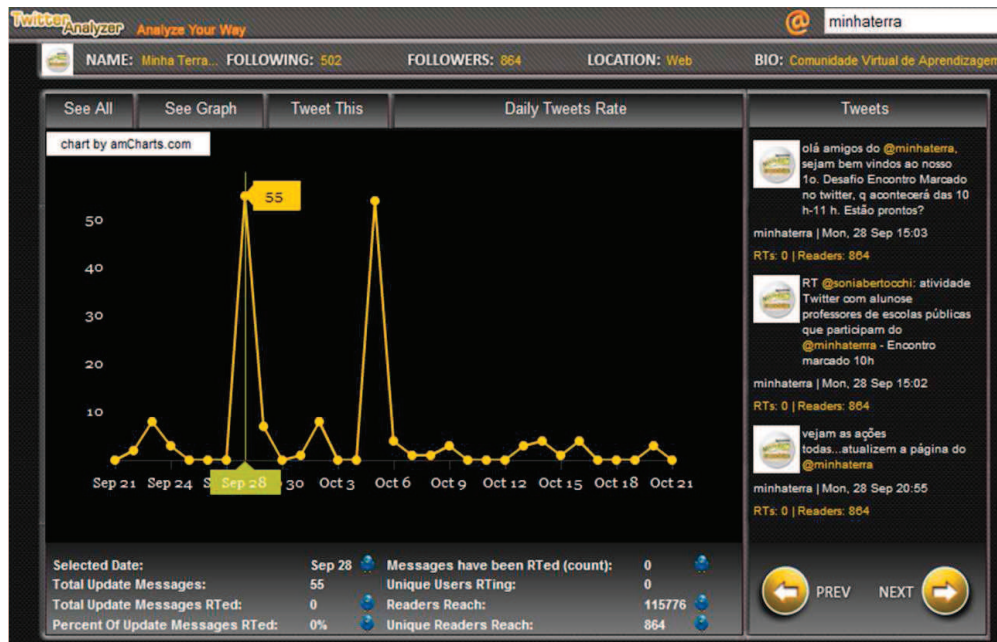 TwitterAnalyzer Analyze Your Way @ minhaterra
NAME: Minha Terra... FOLLOWING: 502 FOLLOWERS: 864 LOCATION: Web BIO: Comunidade Virtual de Aprendizagem
See All See Graph Tweet This Daily Tweets Rate Tweets
chart by amCharts.com
55
50
40
30
20
10
Sep 21 Sep 24 S Sep 28 30 Oct 3 Oct 6 Oct 9 Oct 12 Oct 15 Oct 18 Oct 21
olá amigos do @minhaterra,
sejam bem vindos ao nosso
1o. Desafio Encontro Marcado
no twitter, q acontecerá das 10
h-11 h. Estão prontos?
minhaterra | Mon, 28 Sep 15:03
RTs: 0 | Readers: 864
RT @soniabertocchi: atividade
Twitter com alunose
professores de escolas públicas
que participam do
@minhaterrra - Encontro
marcado 10h
minhaterra | Mon, 28 Sep 15:02
RTs: 0 | Readers: 864
vejam as ações
todas...atualizem a página do
@minhaterra
minhaterra | Mon, 28 Sep 20:55
RTs: 0 | Readers: 864
PREV NEXT
Selected Date: Sep 28 Messages have been RTed (count): 0
Total Update Messages: 55 Unique Users RTing: 0
Total Update Messages RTed: 0 Readers Reach: 115776
Percent Of Update Messages RTed: 0% Unique Readers Reach: 864